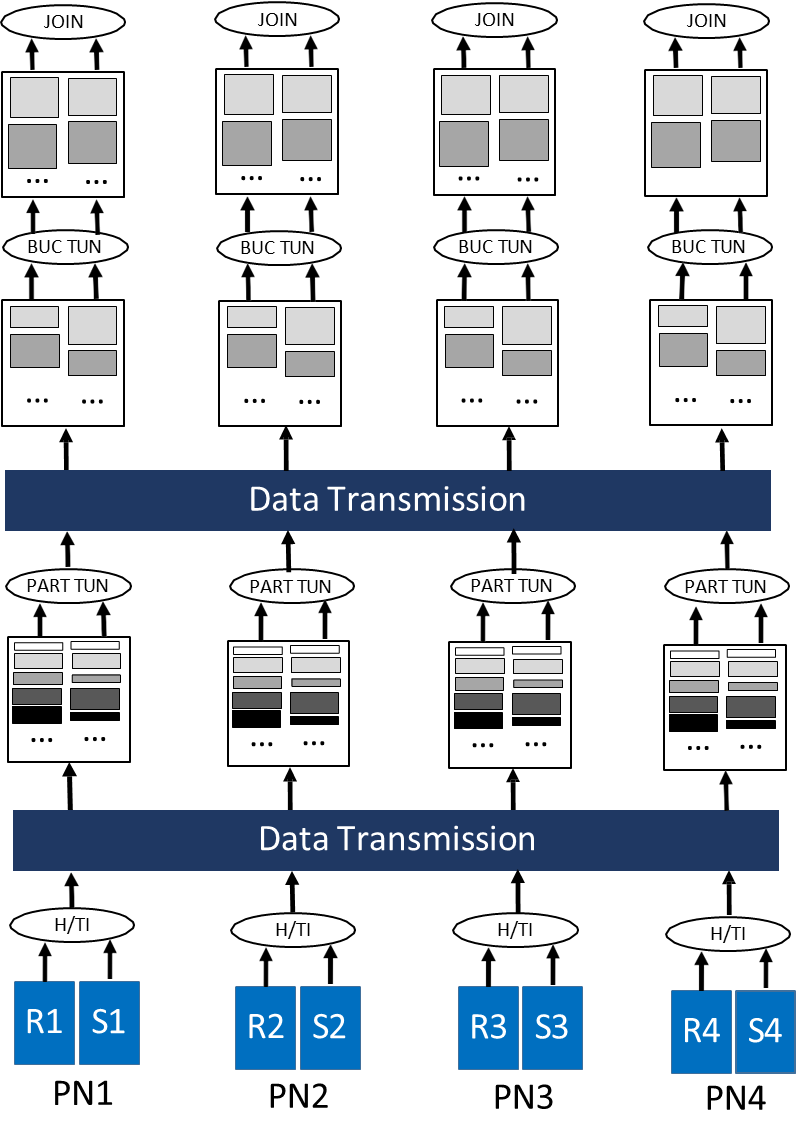 JOIN JOIN JOIN JOIN
... ... ... ... ... ...
BUC TUN BUC TUN BUC TUN BUC TUN
... ... ... ... ... ... ... ...
Data Transmission
PART TUN PART TUN PART TUN PART TUN
... ... ... ... ... ... ... ...
Data Transmission
H/TI H/TI H/TI H/TI
R1 S1 R2 S2 R3 S3 R4 S4
PN1 PN2 PN3 PN4